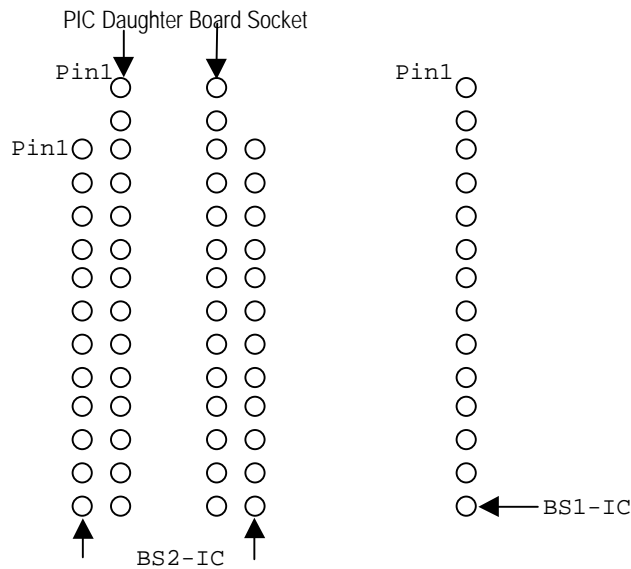 PIC Daughter Board Socket
Pin1
Pin1
Pin1
BS1-IC
BS2-IC